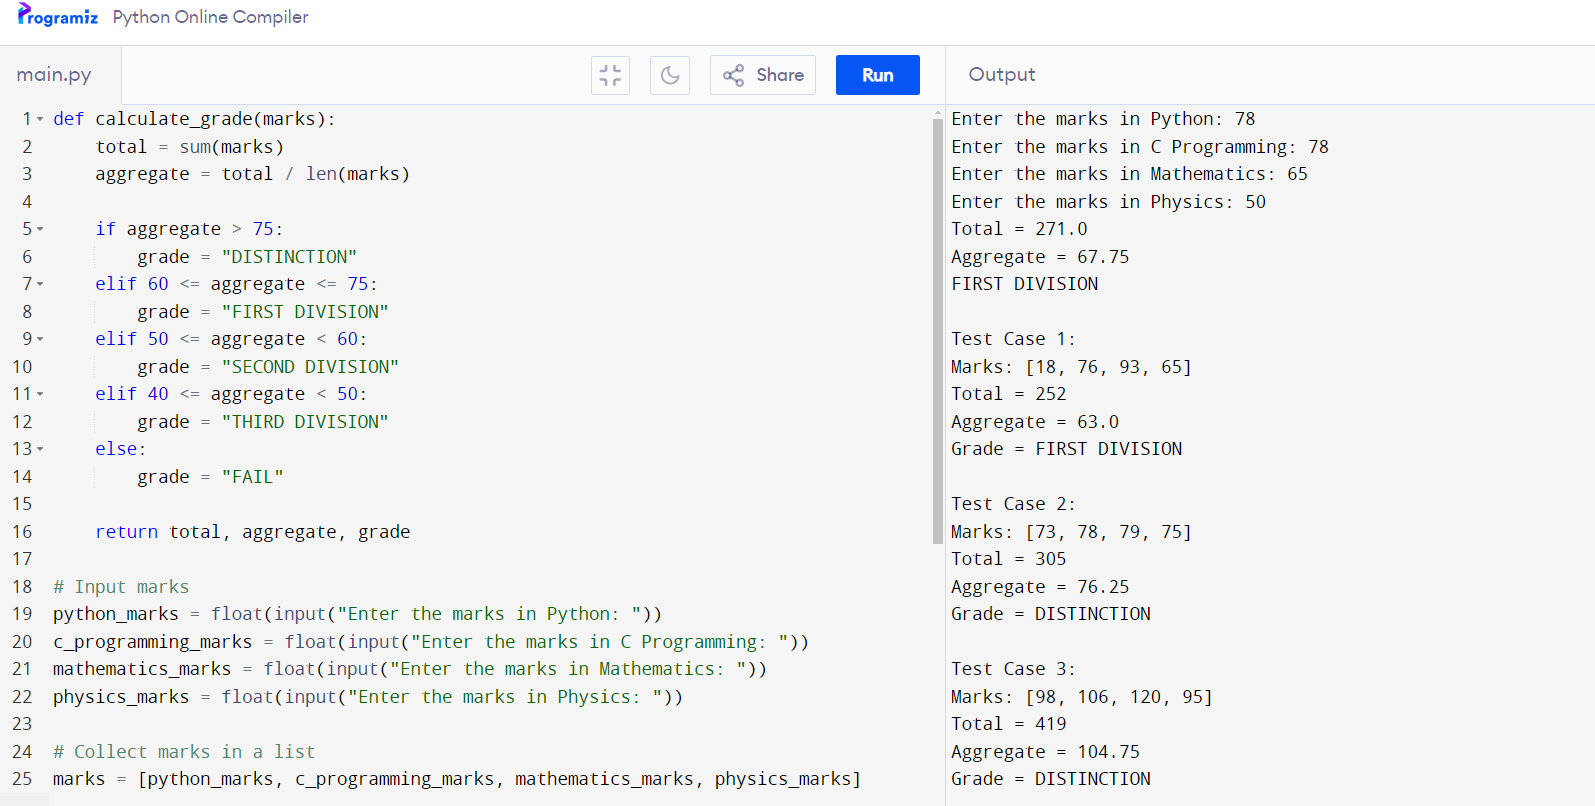 Programiz Python Online Compiler
main.py
Share
Run
Output
1 def calculate_grade(marks):
2     total = sum(marks)
3     aggregate = total / len(marks)
4
5     if aggregate > 75:
6         grade = "DISTINCTION"
7     elif 60 <= aggregate <= 75:
8         grade = "FIRST DIVISION"
9     elif 50 <= aggregate < 60:
10         grade = "SECOND DIVISION"
11     elif 40 <= aggregate < 50:
12         grade = "THIRD DIVISION"
13     else:
14         grade = "FAIL"
15
16     return total, aggregate, grade
17
18 # Input marks
19 python_marks = float(input("Enter the marks in Python: "))
20 c_programming_marks = float(input("Enter the marks in C Programming: "))
21 mathematics_marks = float(input("Enter the marks in Mathematics: "))
22 physics_marks = float(input("Enter the marks in Physics: "))
23
24 # Collect marks in a list
25 marks = [python_marks, c_programming_marks, mathematics_marks, physics_marks]
Enter the marks in Python: 78
Enter the marks in C Programming: 78
Enter the marks in Mathematics: 65
Enter the marks in Physics: 50
Total = 271.0
Aggregate = 67.75
FIRST DIVISION
Test Case 1:
Marks: [18, 76, 93, 65]
Total = 252
Aggregate = 63.0
Grade = FIRST DIVISION
Test Case 2:
Marks: [73, 78, 79, 75]
Total = 305
Aggregate = 76.25
Grade = DISTINCTION
Test Case 3:
Marks: [98, 106, 120, 95]
Total = 419
Aggregate = 104.75
Grade = DISTINCTION